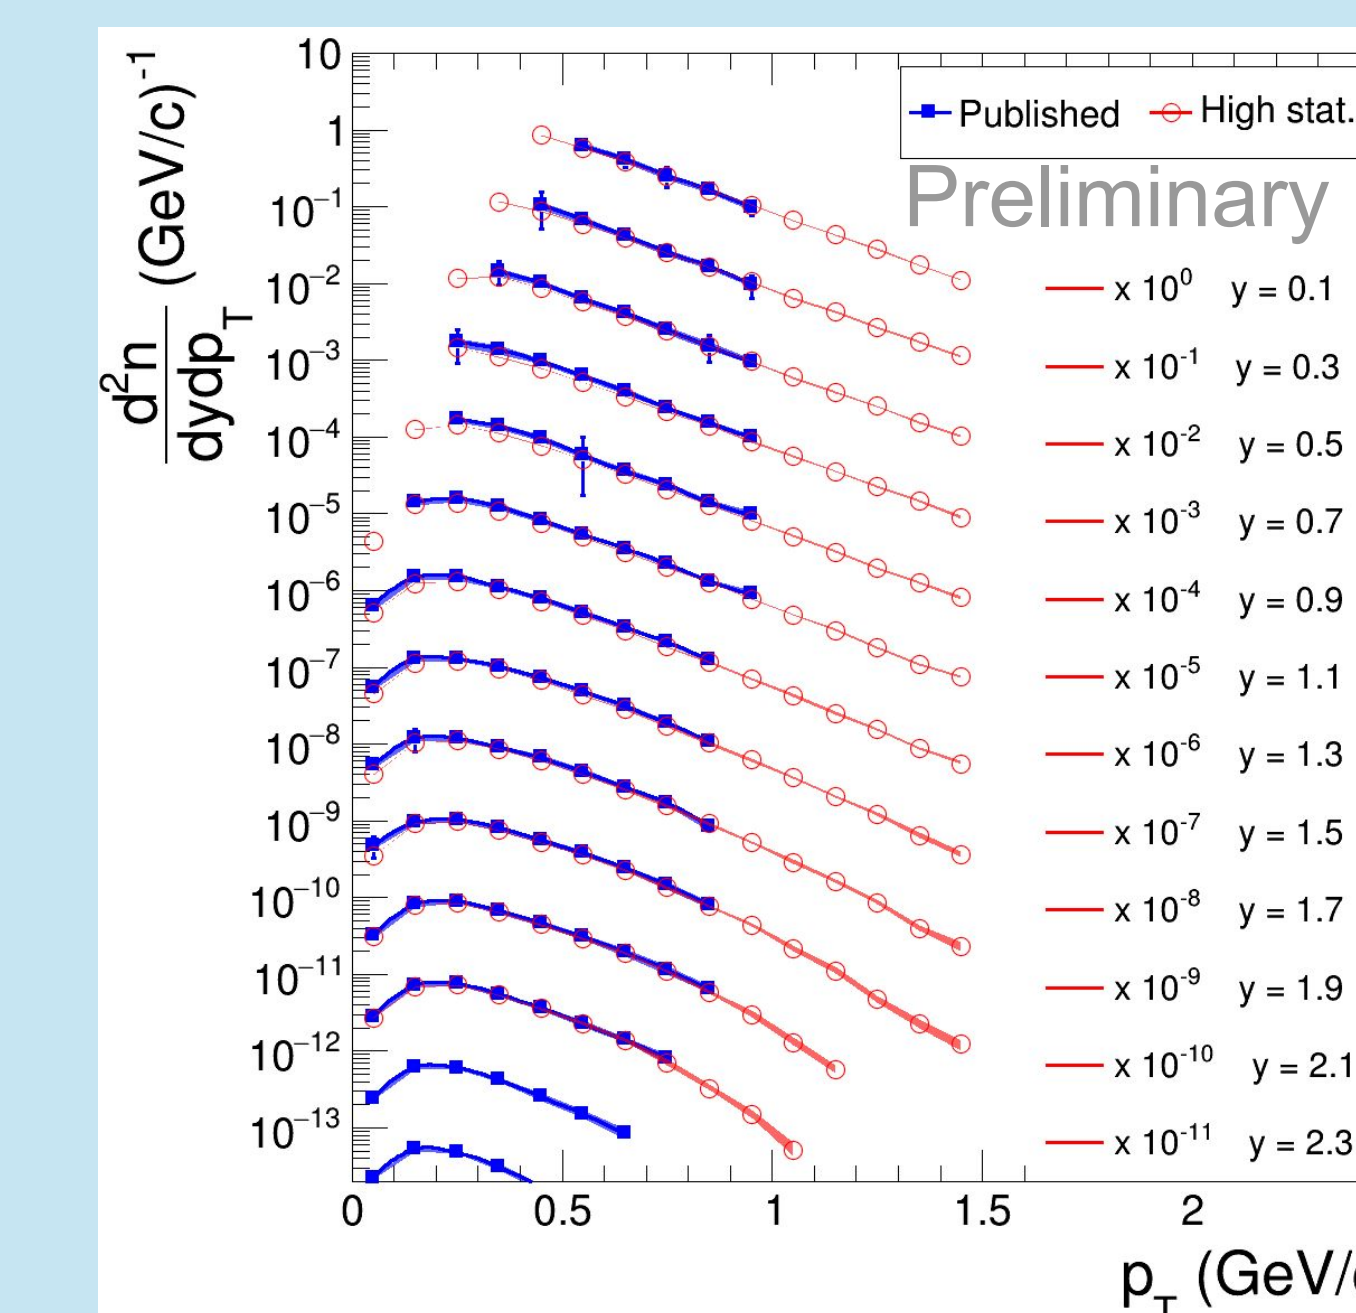 d²n/dydp_T (GeV/c)⁻¹
10
1
10⁻¹
10⁻²
10⁻³
10⁻⁴
10⁻⁵
10⁻⁶
10⁻⁷
10⁻⁸
10⁻⁹
10⁻¹⁰
10⁻¹¹
10⁻¹²
10⁻¹³
Published High stat.
Preliminary
x 10⁰ y = 0.1
x 10⁻¹ y = 0.3
x 10⁻² y = 0.5
x 10⁻³ y = 0.7
x 10⁻⁴ y = 0.9
x 10⁻⁵ y = 1.1
x 10⁻⁶ y = 1.3
x 10⁻⁷ y = 1.5
x 10⁻⁸ y = 1.7
x 10⁻⁹ y = 1.9
x 10⁻¹⁰ y = 2.1
x 10⁻¹¹ y = 2.3
0 0.5 1 1.5 2
p_T (GeV/